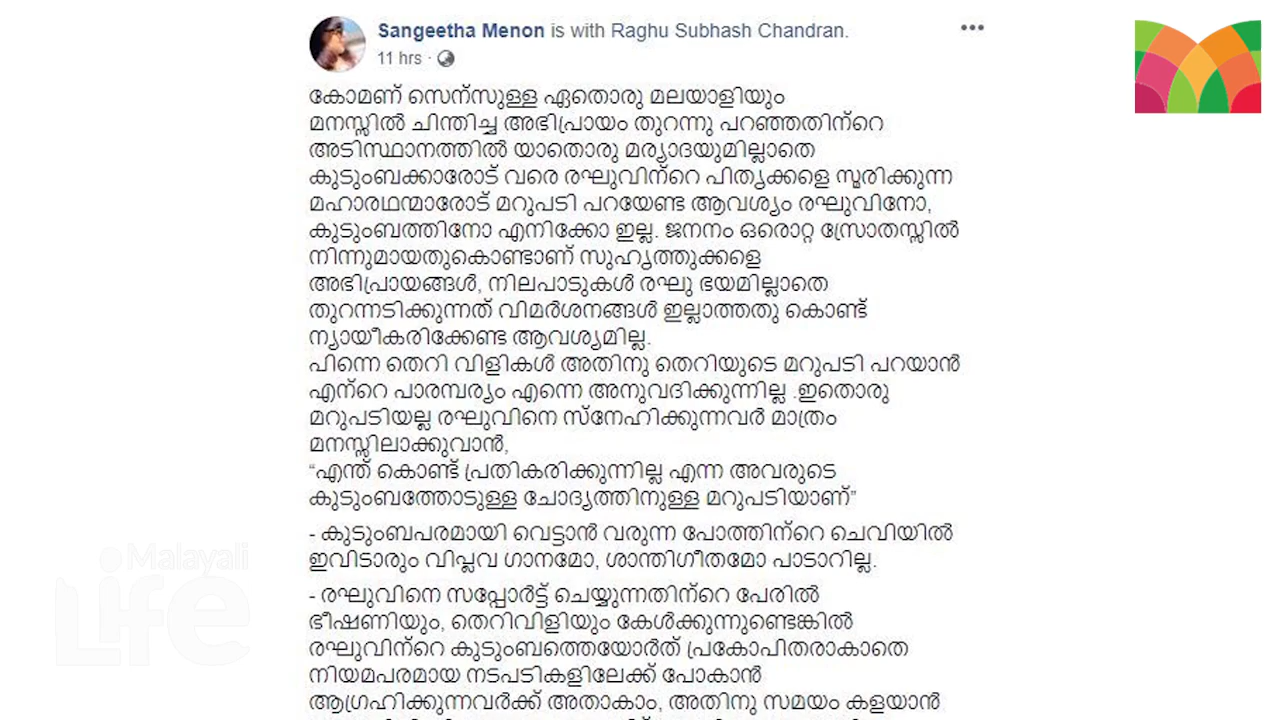 Sangeetha Menon is with Raghu Subhash Chandran.
11 hrs ·
കോമണ് സെന്സുള്ള ഏതൊരു മലയാളിയും
മനസ്സിൽ ചിന്തിച്ച അഭിപ്രായം തുറന്നു പറഞ്ഞതിന്റെ
അടിസ്ഥാനത്തിൽ യാതൊരു മര്യാദയുമില്ലാതെ
കുടുംബക്കാരോട് വരെ രഘുവിന്റെ പിതൃക്കളെ സ്മരിക്കുന്ന
മഹാരഥന്മാരോട് മറുപടി പറയേണ്ട ആവശ്യം രഘുവിനോ,
കുടുംബത്തിനോ എനിക്കോ ഇല്ല. ജനനം ഒരൊറ്റ സ്രോതസ്സിൽ
നിന്നുമായതുകൊണ്ടാണ് സുഹൃത്തുക്കളെ
അഭിപ്രായങ്ങൾ, നിലപാടുകൾ രഘു ഭയമില്ലാതെ
തുറന്നടിക്കുന്നത് വിമർശനങ്ങൾ ഇല്ലാത്തതു കൊണ്ട്
ന്യായീകരിക്കേണ്ട ആവശ്യമില്ല.
പിന്നെ തെറി വിളികൾ അതിനു തെറിയുടെ മറുപടി പറയാൻ
എന്റെ പാരമ്പര്യം എന്നെ അനുവദിക്കുന്നില്ല .ഇതൊരു
മറുപടിയല്ല രഘുവിനെ സ്നേഹിക്കുന്നവർ മാത്രം
മനസ്സിലാക്കുവാൻ,
“എന്ത് കൊണ്ട് പ്രതികരിക്കുന്നില്ല എന്ന അവരുടെ
കുടുംബത്തോടുള്ള ചോദ്യത്തിനുള്ള മറുപടിയാണ്”
- കുടുംബപരമായി വെട്ടാൻ വരുന്ന പോത്തിന്റെ ചെവിയിൽ
ഇവിടാരും വിപ്ലവ ഗാനമോ, ശാന്തിഗീതമോ പാടാറില്ല.
- രഘുവിനെ സപ്പോർട്ട് ചെയ്യുന്നതിന്റെ പേരിൽ
ഭീഷണിയും, തെറിവിളിയും കേൾക്കുന്നുണ്ടെങ്കിൽ
രഘുവിന്റെ കുടുംബത്തെയോർത് പ്രകോപിതരാകാതെ
നിയമപരമായ നടപടികളിലേക്ക് പോകാൻ
ആഗ്രഹിക്കുന്നവർക്ക് അതാകാം, അതിനു സമയം കളയാൻ
Malayali
Life